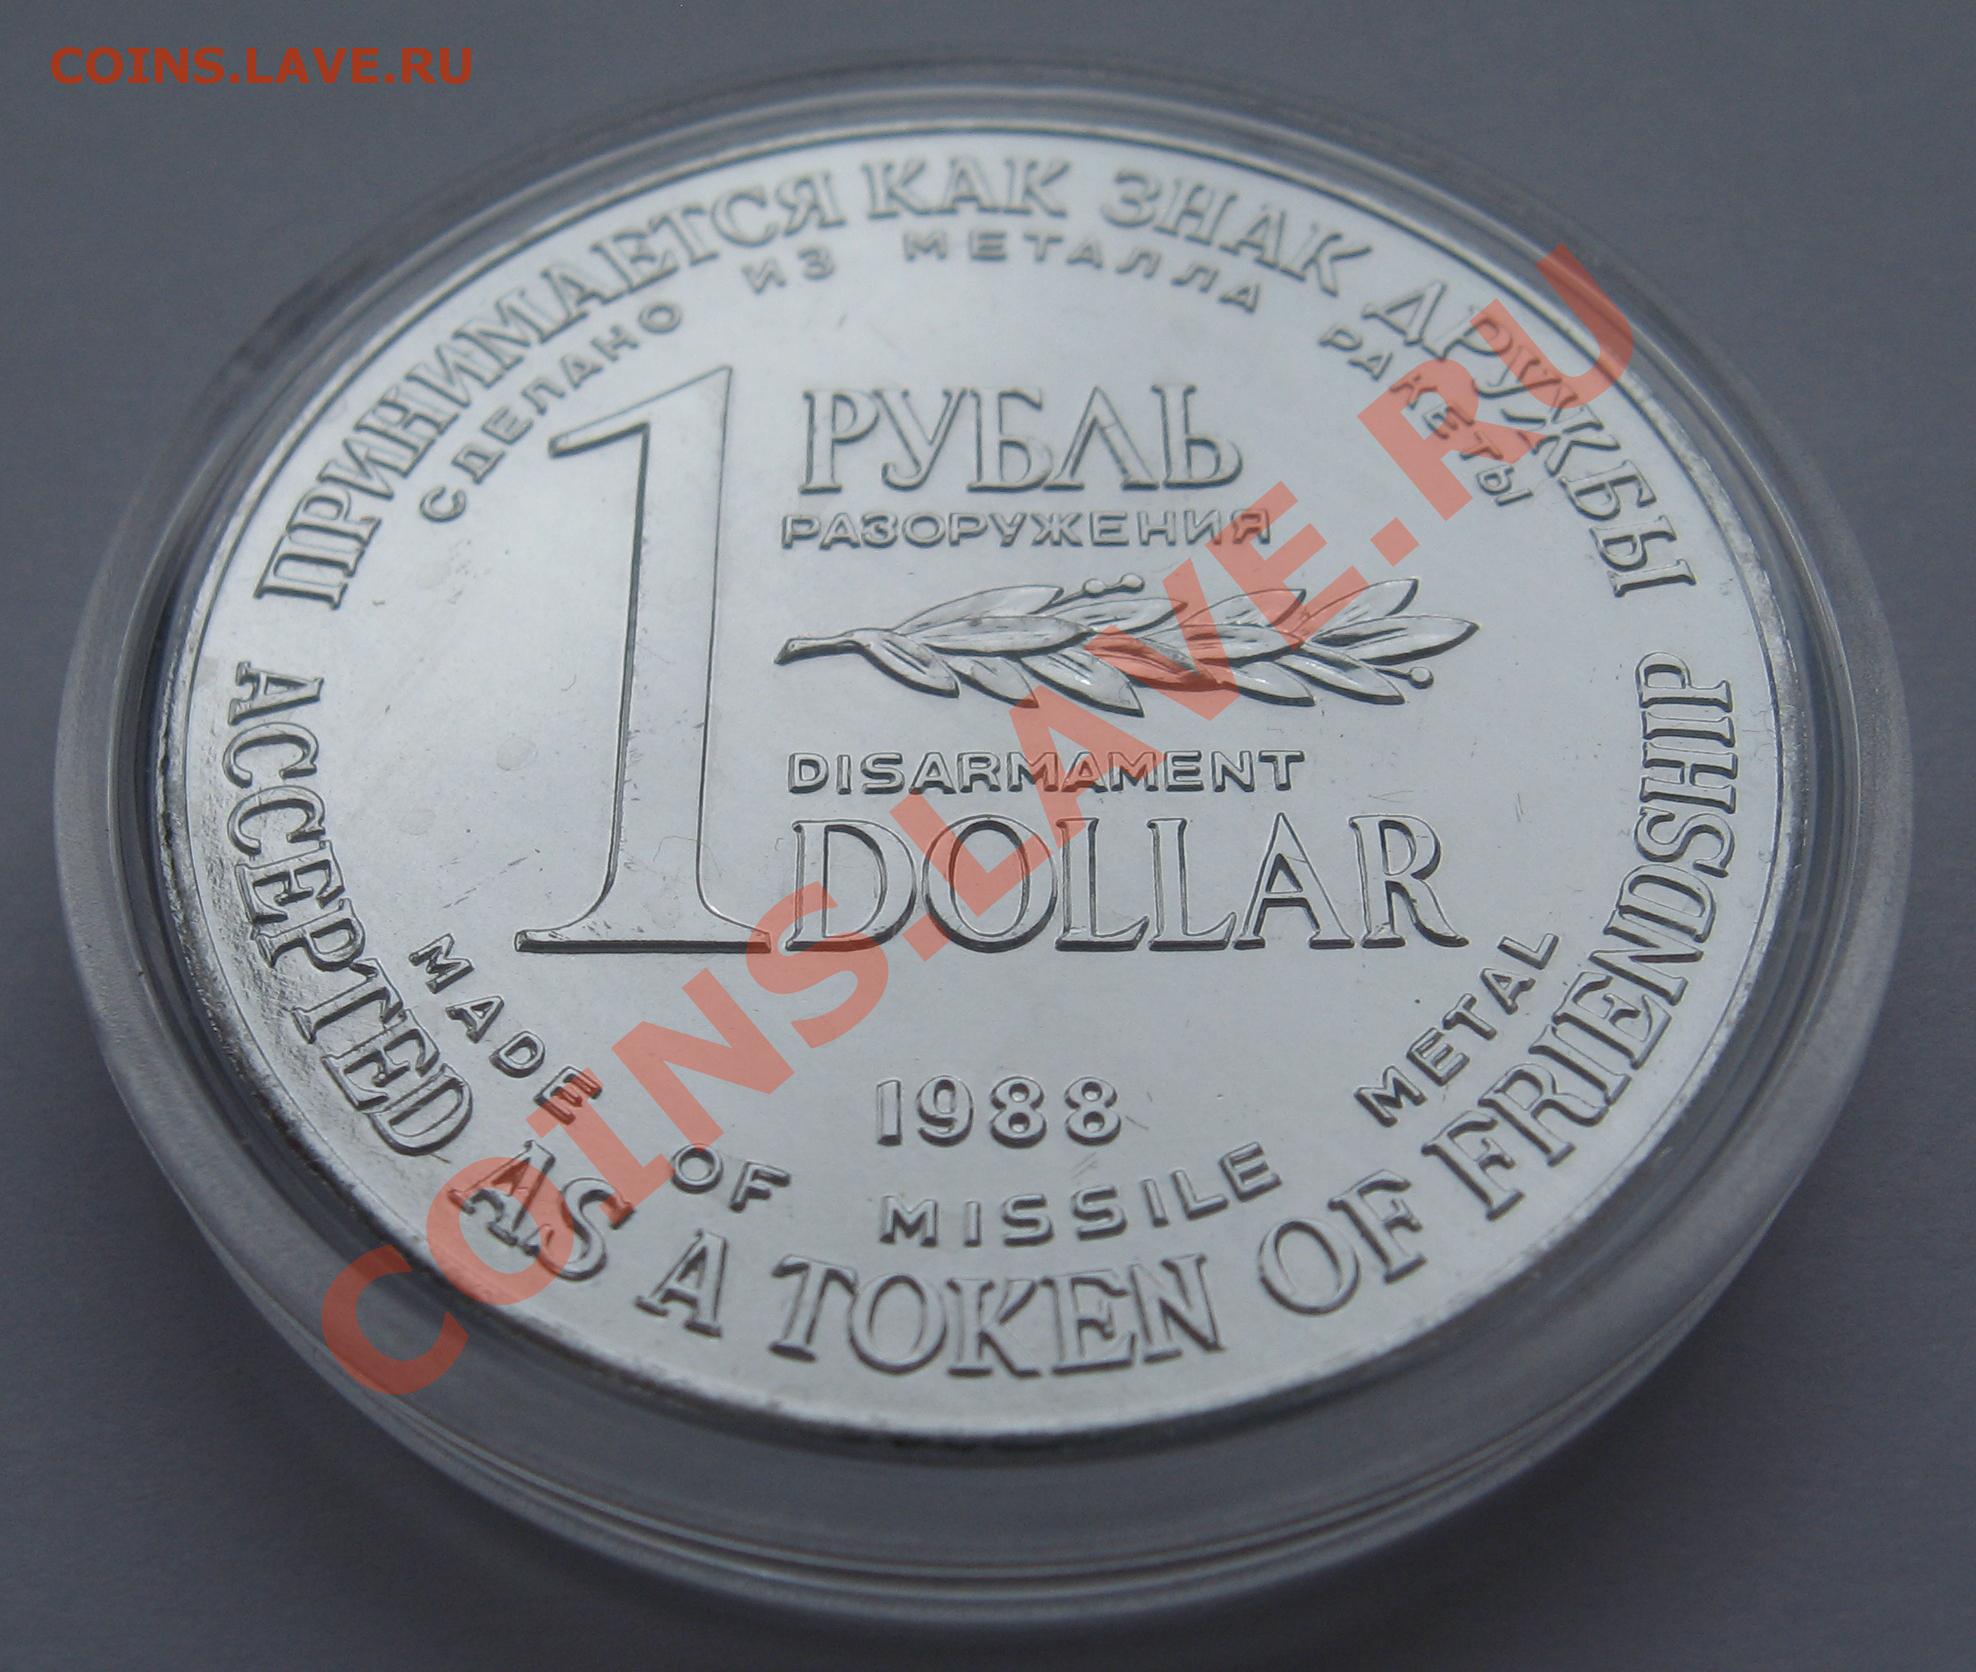 COINS.LAVE.RU
ПРИНИМАЕТСЯ КАК ЗНАК ДРУЖБЫ
СДЕЛАНО ИЗ МЕТАЛЛА РАКЕТЫ
1 РУБЛЬ
РАЗОРУЖЕНИЯ
DISARMAMENT
DOLLAR
1988
MADE OF MISSILE METAL
ACCEPTED AS A TOKEN OF FRIENDSHIP
COINS.LAVE.RU